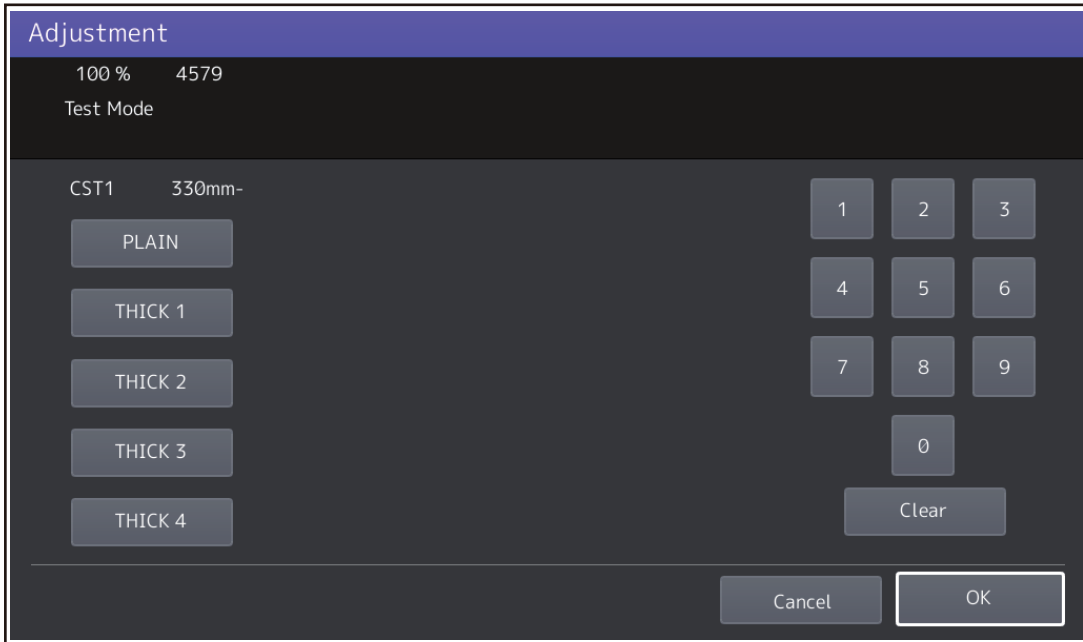 Adjustment
100 % 4579
Test Mode
CST1 330mm-
PLAIN
THICK 1
THICK 2
THICK 3
THICK 4
1 2 3
4 5 6
7 8 9
0
Clear
Cancel OK